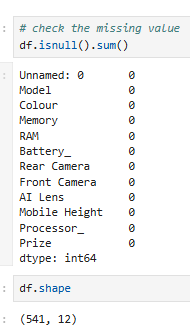 # check the missing value
df.isnull().sum()
Unnamed: 0 0
Model 0
Colour 0
Memory 0
RAM 0
Battery_ 0
Rear Camera 0
Front Camera 0
AI Lens 0
Mobile Height 0
Processor_ 0
Prize 0
dtype: int64
df.shape
(541, 12)